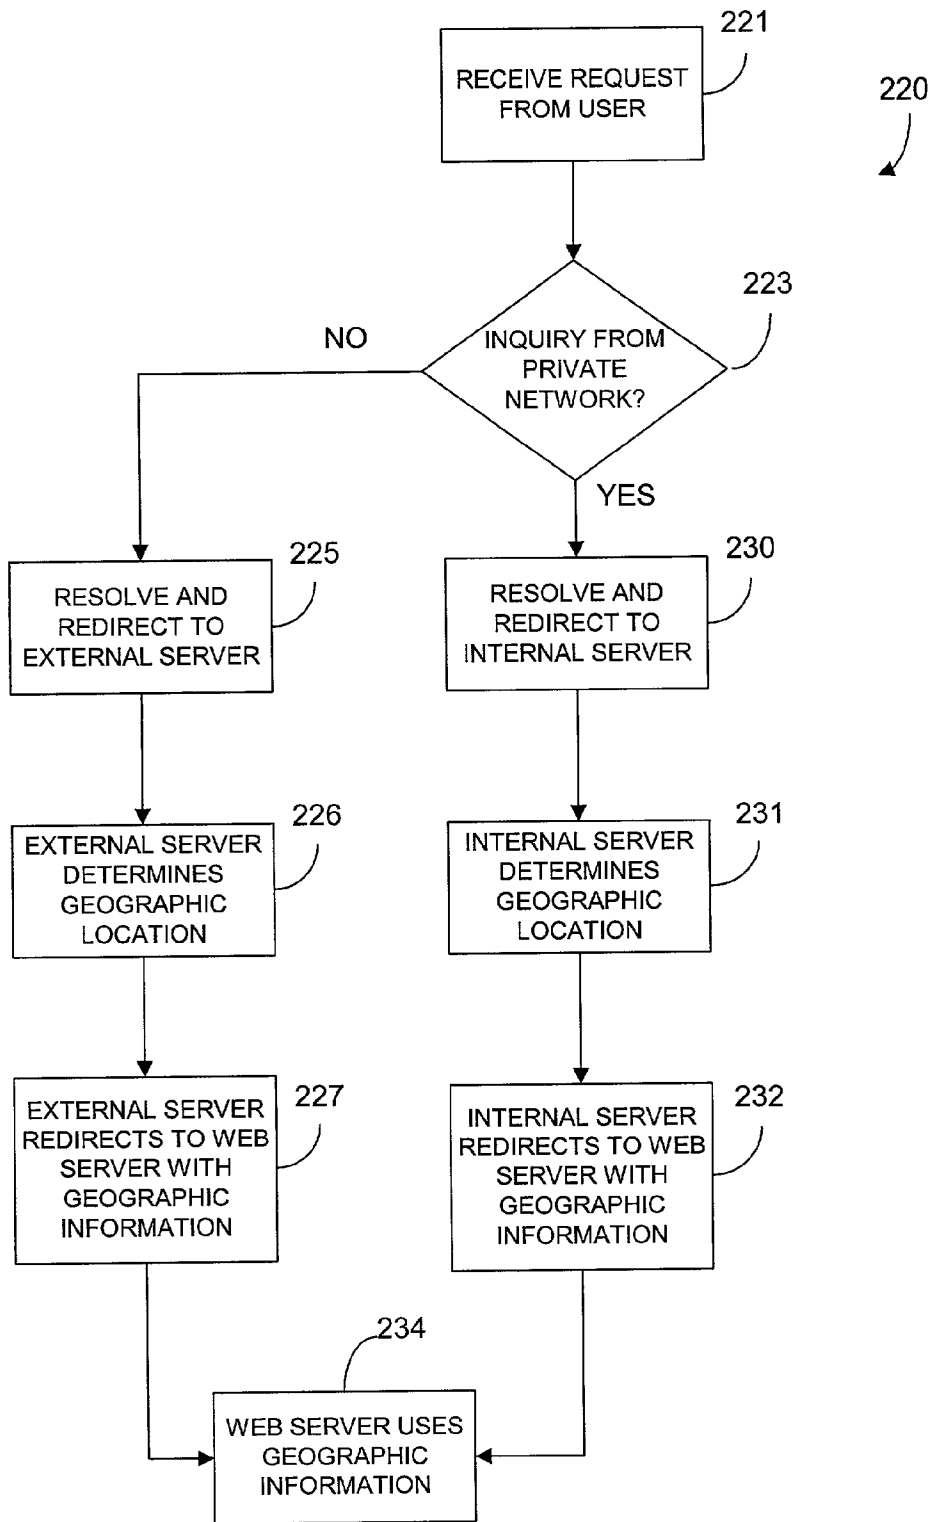 221
RECEIVE REQUEST
FROM USER
220
223
INQUIRY FROM
PRIVATE
NETWORK?
NO
YES
225
RESOLVE AND
REDIRECT TO
EXTERNAL SERVER
230
RESOLVE AND
REDIRECT TO
INTERNAL SERVER
226
EXTERNAL SERVER
DETERMINES
GEOGRAPHIC
LOCATION
231
INTERNAL SERVER
DETERMINES
GEOGRAPHIC
LOCATION
227
EXTERNAL SERVER
REDIRECTS TO WEB
SERVER WITH
GEOGRAPHIC
INFORMATION
232
INTERNAL SERVER
REDIRECTS TO WEB
SERVER WITH
GEOGRAPHIC
INFORMATION
234
WEB SERVER USES
GEOGRAPHIC
INFORMATION